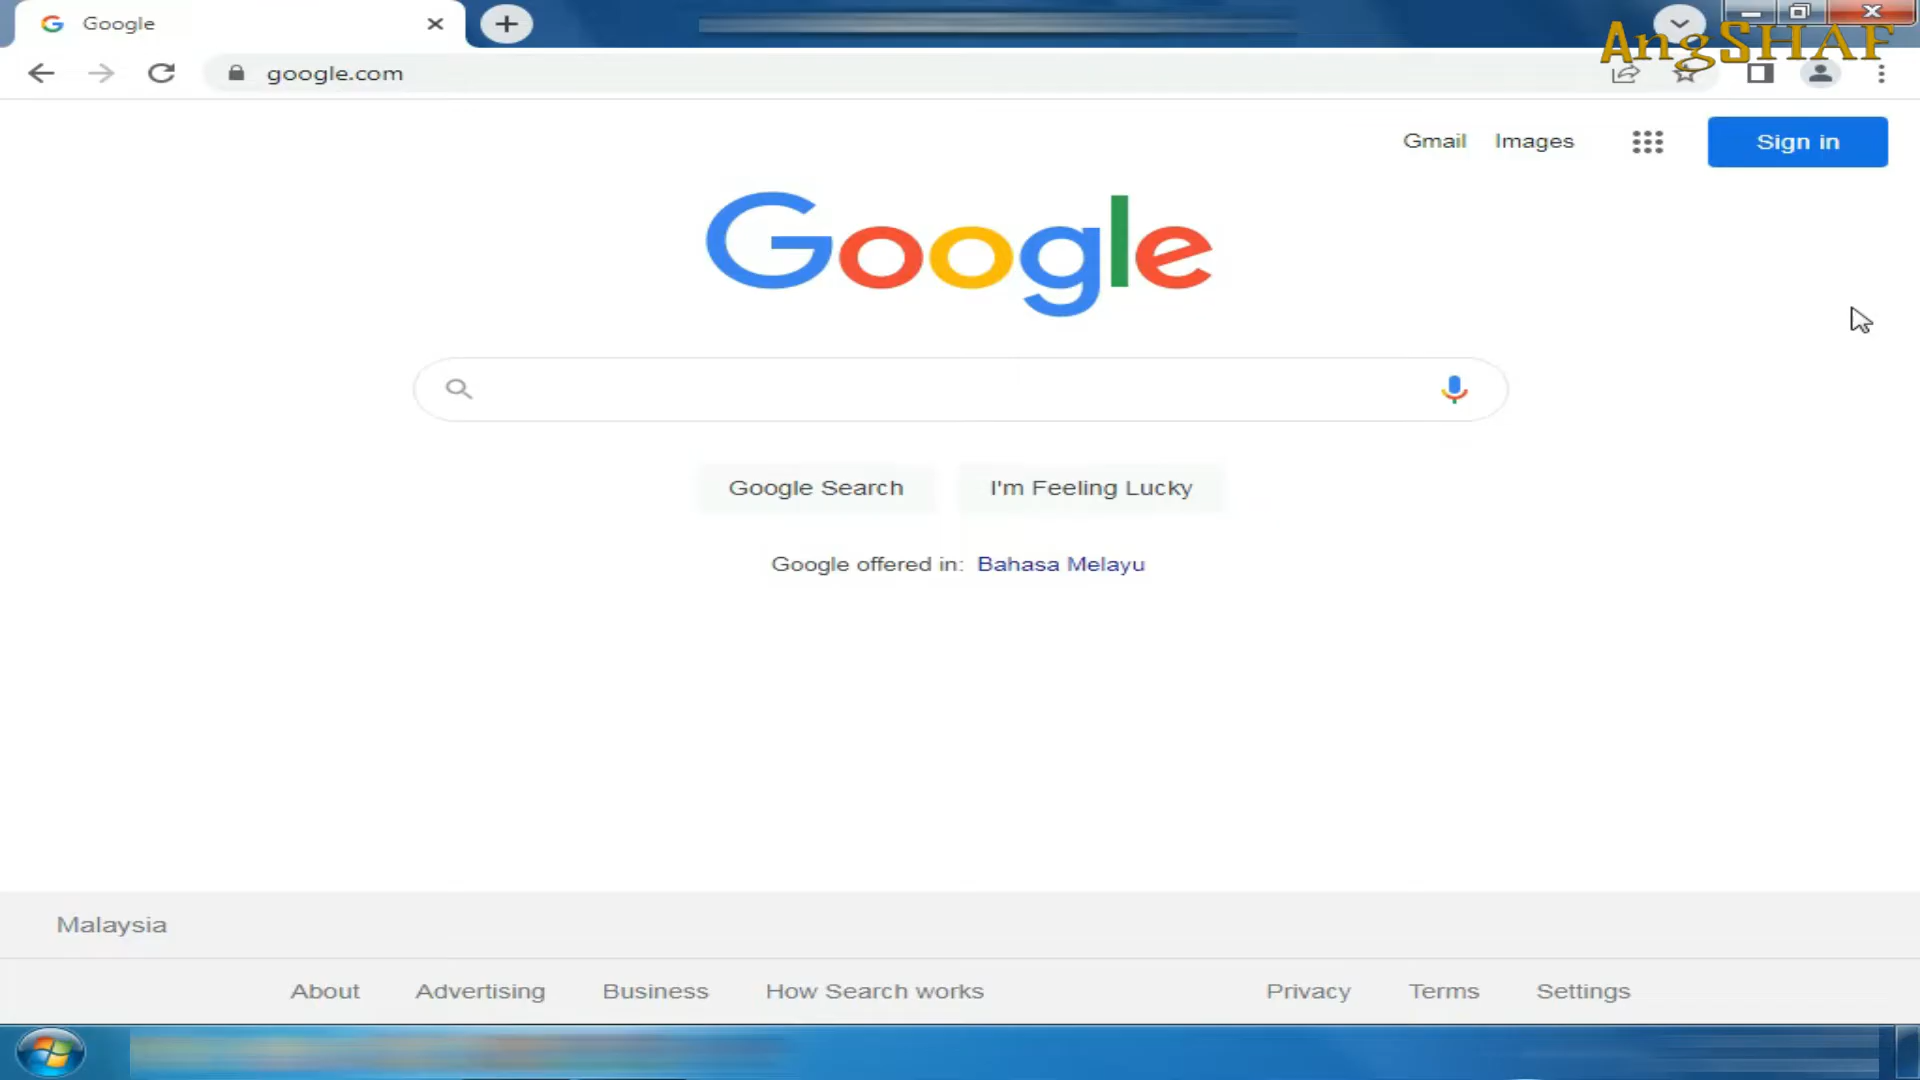 Google
AngSHAF
google.com
Gmail Images Sign in
Google
Google Search I'm Feeling Lucky
Google offered in: Bahasa Melayu
Malaysia
About Advertising Business How Search works Privacy Terms Settings